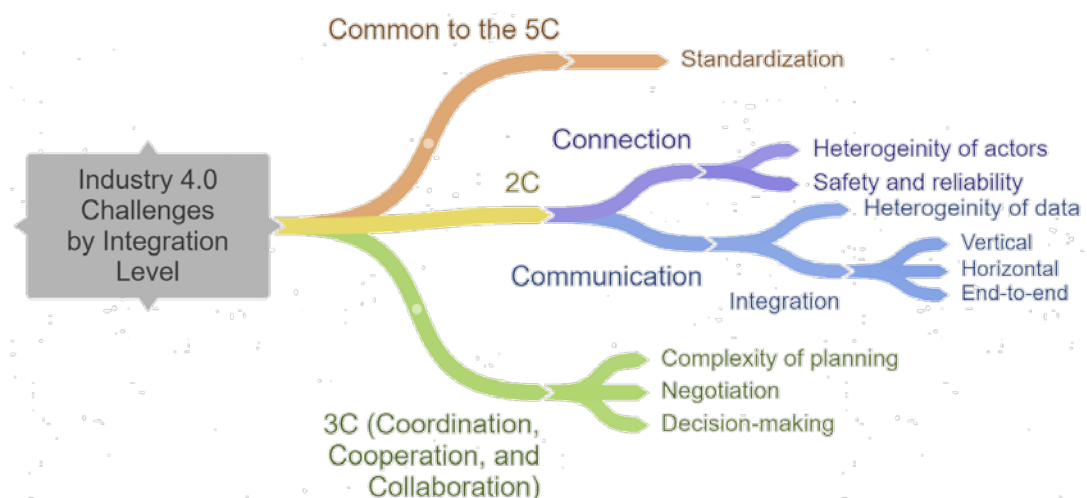 Industry 4.0
Challenges
by Integration
Level
Common to the 5C
Standardization
2C
Connection
Heterogeinity of actors
Safety and reliability
Communication
Heterogeinity of data
Integration
Vertical
Horizontal
End-to-end
3C (Coordination,
Cooperation, and
Collaboration)
Complexity of planning
Negotiation
Decision-making